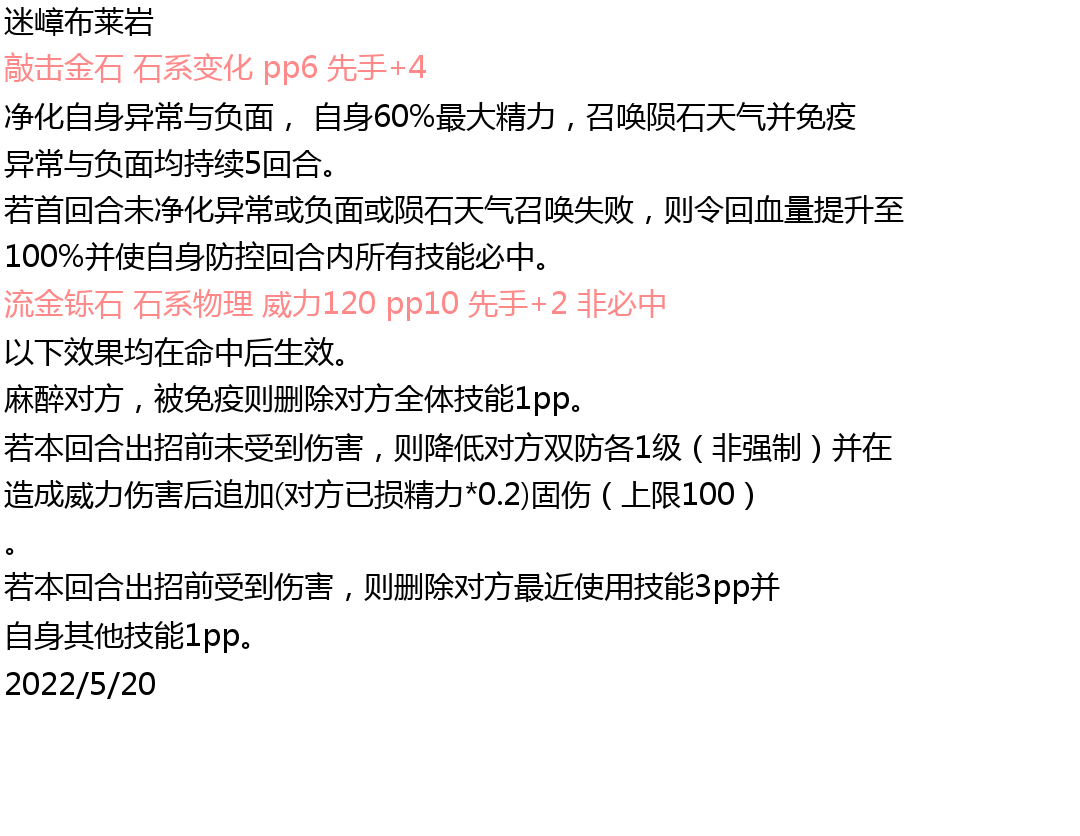 迷嶂布莱岩
敲击金石 石系变化 pp6 先手+4
净化自身异常与负面， 自身60%最大精力，召唤陨石天气并免疫
异常与负面均持续5回合。
若首回合未净化异常或负面或陨石天气召唤失败，则令回血量提升至
100%并使自身防控回合内所有技能必中。
流金铄石 石系物理 威力120 pp10 先手+2 非必中
以下效果均在命中后生效。
麻醉对方，被免疫则删除对方全体技能1pp。
若本回合出招前未受到伤害，则降低对方双防各1级（非强制）并在
造成威力伤害后追加(对方已损精力*0.2)固伤（上限100）
。
若本回合出招前受到伤害，则删除对方最近使用技能3pp并
自身其他技能1pp。
2022/5/20